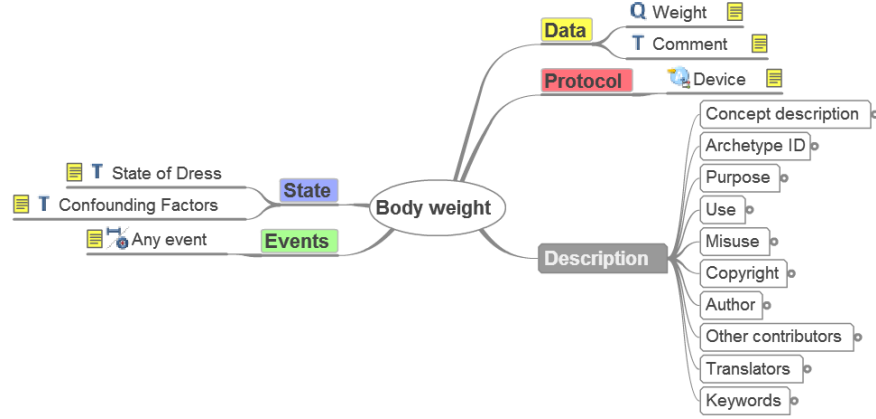 Data
Q Weight
T Comment
Protocol
Device
Body weight
State
T State of Dress
T Confounding Factors
Events
Any event
Description
Concept description
Archetype ID
Purpose
Use
Misuse
Copyright
Author
Other contributors
Translators
Keywords